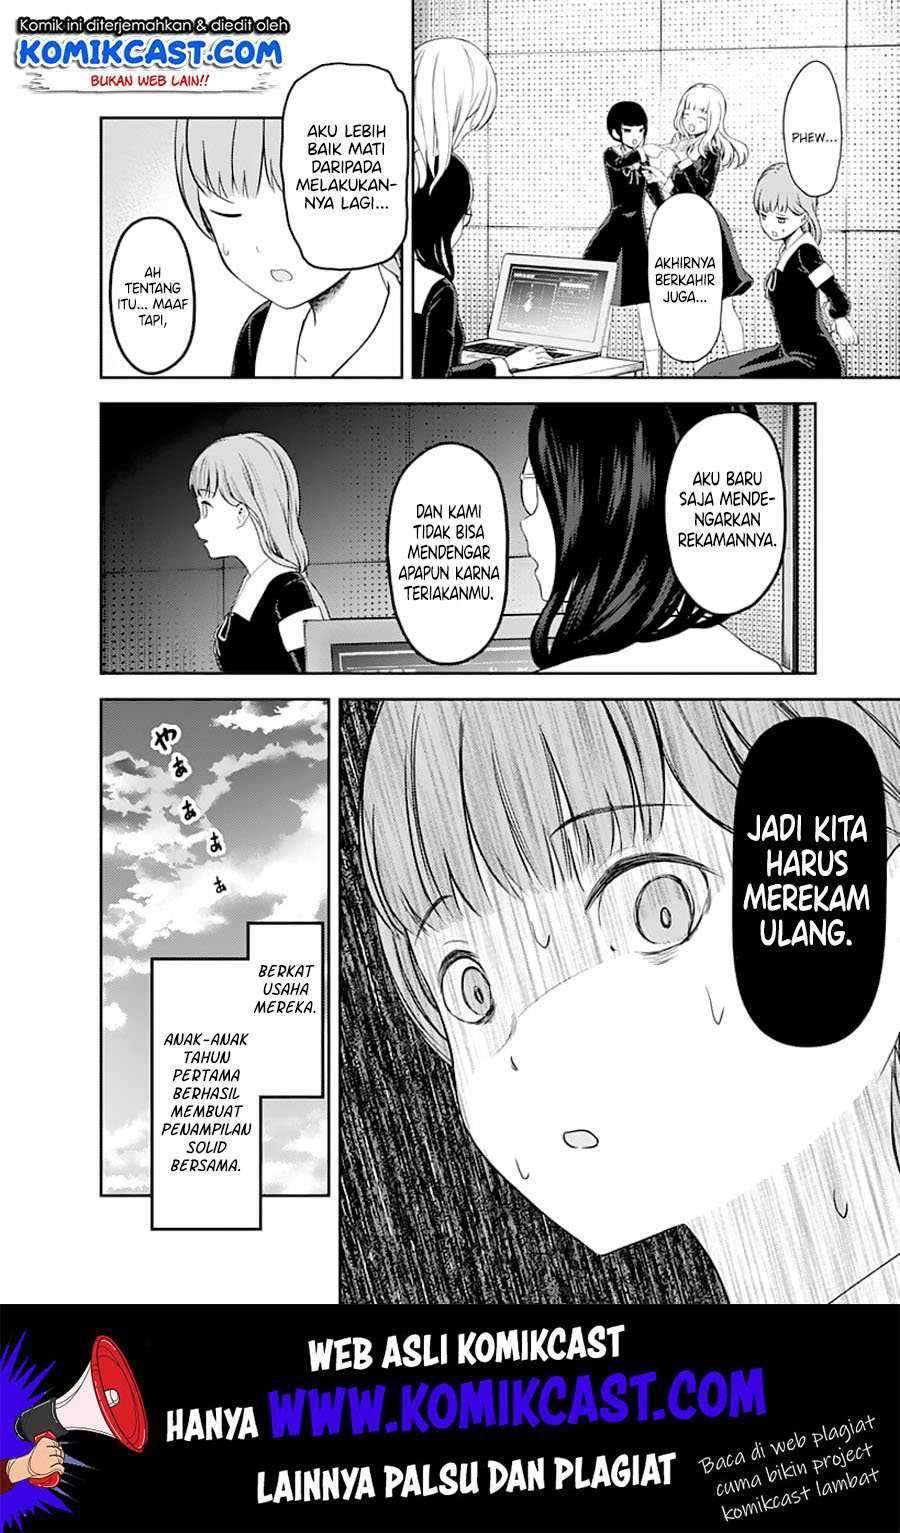 Komik ini diterjemahkan & diedit oleh
KOMIKCAST.COM
BUKAN WEB LAIN!!
PHEW...
AKHIRNYA
BERKAHIR
JUGA...
AKU LEBIH
BAIK MATI
DARIPADA
MELAKUKAN-
NYA LAGI...
AH
TENTANG
ITU... MAAF
TAPI,
AKU BARU
SAJA MENDE-
NGARKAN
REKAMANNYA.
DAN KAMI
TIDAK BISA
MENDENGAR
APAPUN KARNA
TERIAKANMU.
JADI KITA
HARUS
MEREKAM
ULANG.
やぁぁぁぁ
BERKAT
USAHA
MEREKA.
ANAK-ANAK
TAHUN
PERTAMA
BERHASIL
MEMBUAT
PENAMPILAN
SOLID
BERSAMA.
WEB ASLI KOMIKCAST
HANYA WWW.KOMIKCAST.COM
LAINNYA PALSU DAN PLAGIAT
Baca di web plagiat
cuma bikin project
komikcast lambat